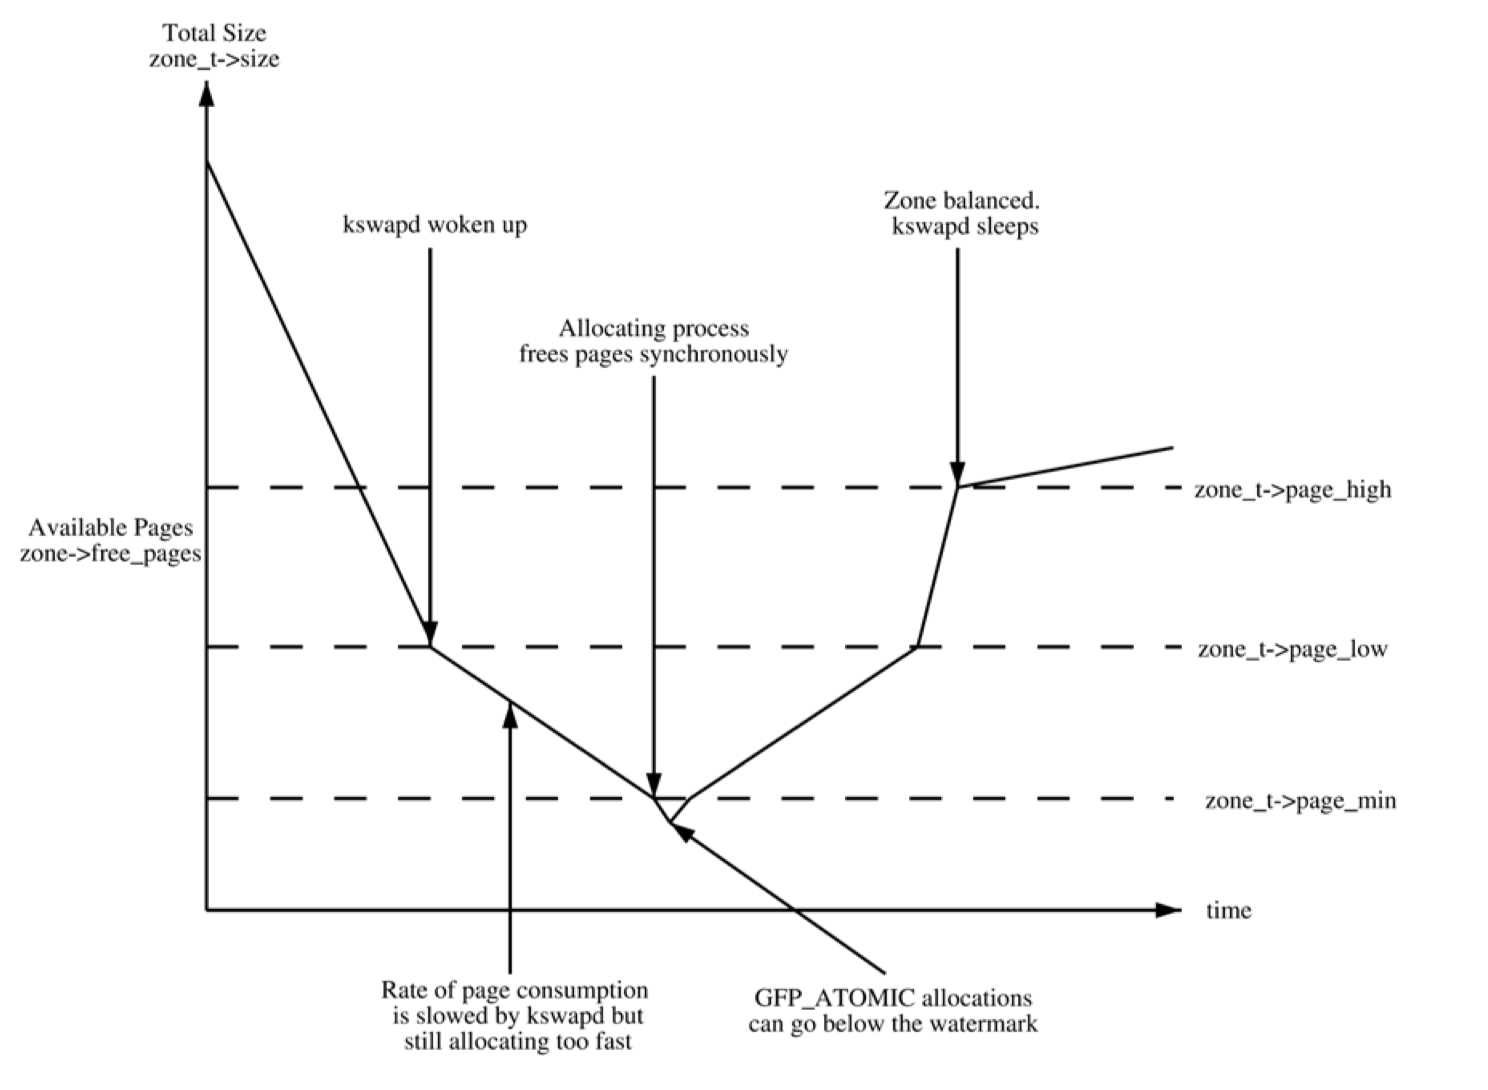 Total Size
zone_t->size
kswapd woken up
Zone balanced.
kswapd sleeps
Allocating process
frees pages synchronously
zone_t->page_high
Available Pages
zone->free_pages
zone_t->page_low
zone_t->page_min
time
Rate of page consumption
is slowed by kswapd but
still allocating too fast
GFP_ATOMIC allocations
can go below the watermark